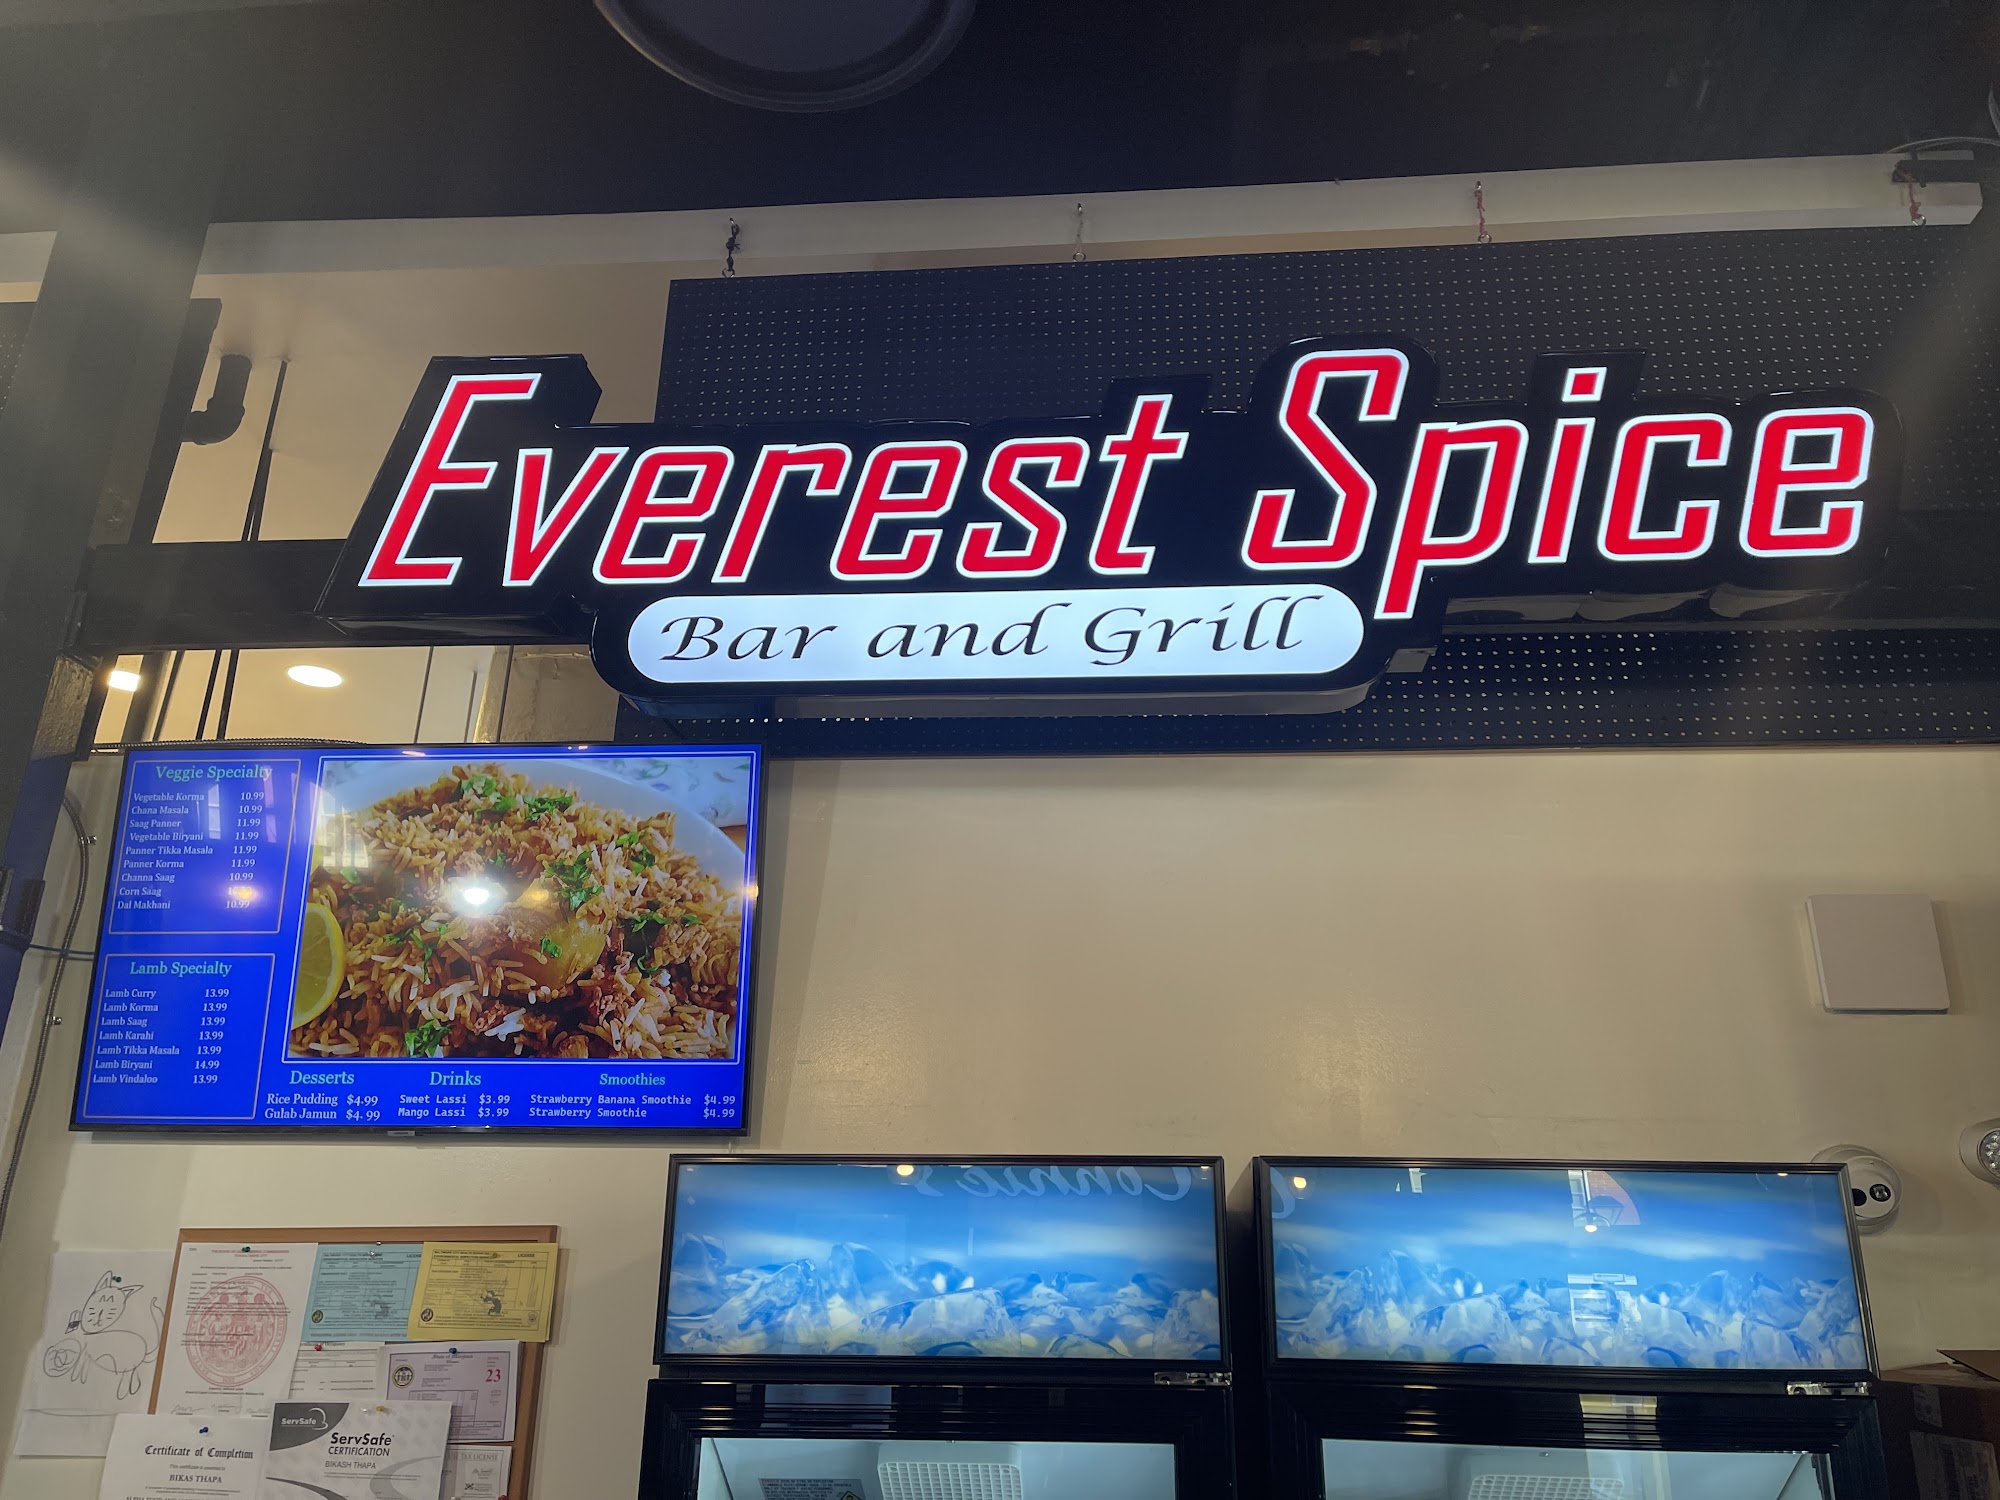 Everest Spice
Bar and Grill
Veggie Specialty
Vegetable Korma 10.99
Chana Masala 10.99
Saag Panner 11.99
Vegetable Biryani 11.99
Panner Tikka Masala 11.99
Panner Korma 11.99
Channa Saag 10.99
Corn Saag
Dal Makhani 10.99
Lamb Specialty
Lamb Curry 13.99
Lamb Korma 13.99
Lamb Saag 13.99
Lamb Karahi 13.99
Lamb Tikka Masala 13.99
Lamb Biryani 14.99
Lamb Vindaloo 13.99
Desserts
Rice Pudding $4.99
Gulab Jamun $4.99
Drinks
Sweet Lassi $3.99
Mango Lassi $3.99
Smoothies
Strawberry Banana Smoothie $4.99
Strawberry Smoothie $4.99
Connie's
LICENSE
23
ServSafe
ServSafe
CERTIFICATION
BIKASH THAPA
Certificate of Completion
BIKAS THAPA